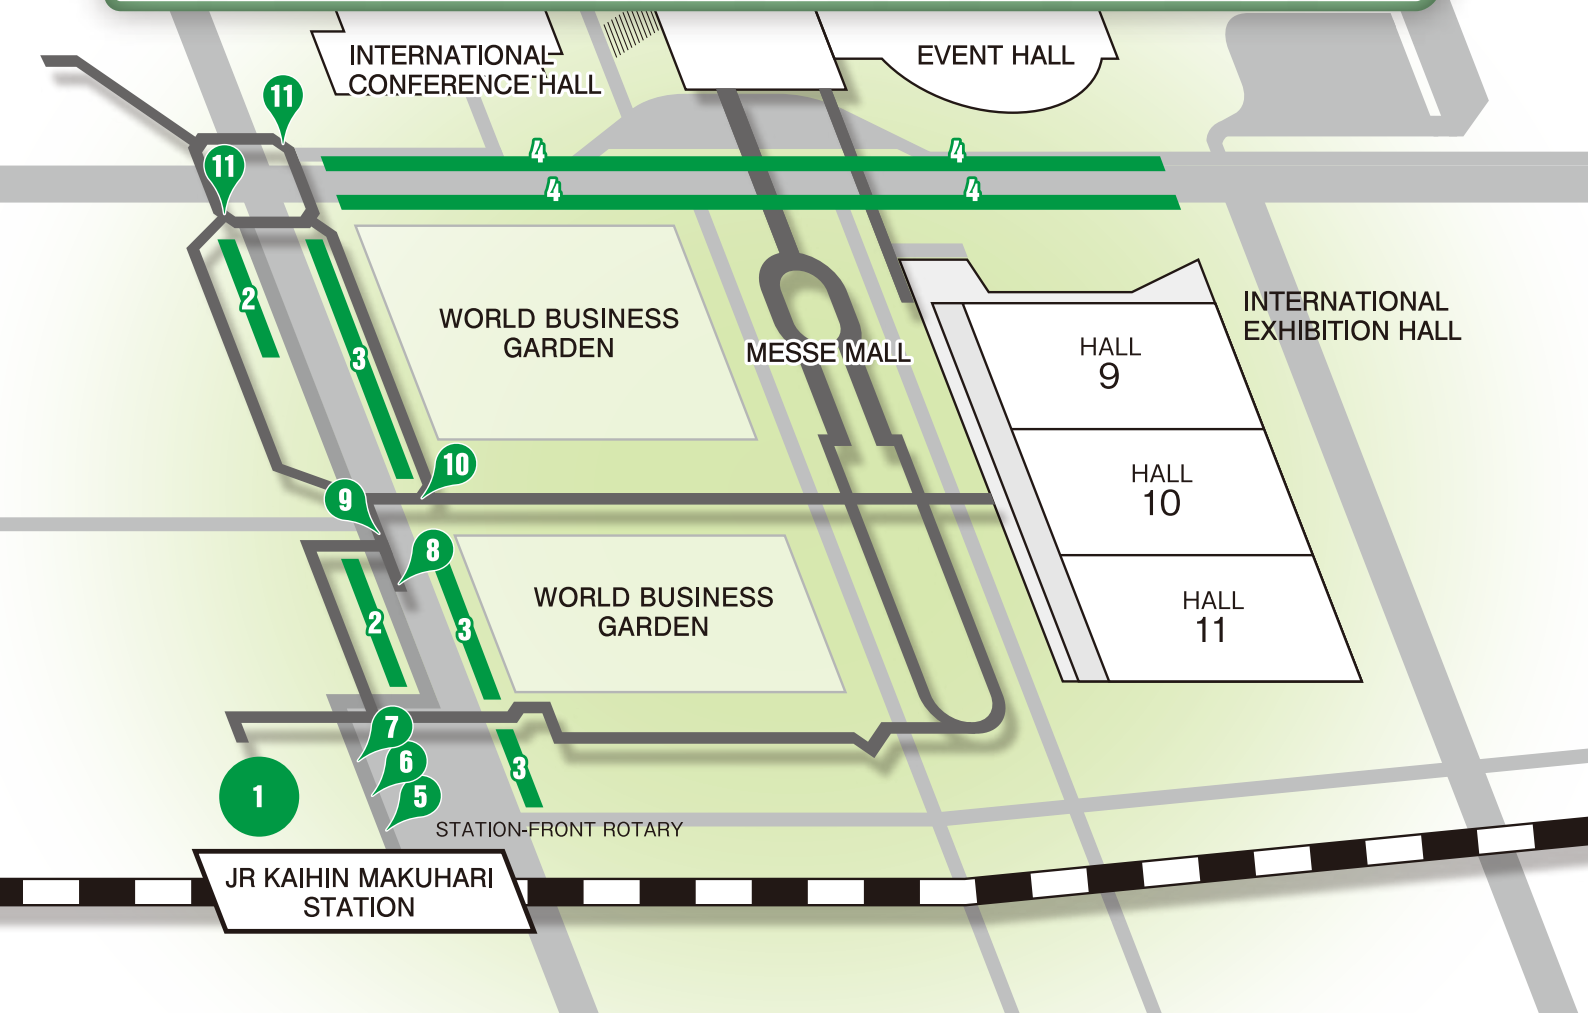 INTERNATIONAL
CONFERENCE HALL
EVENT HALL
11
11
4
4
4
4
2
3
WORLD BUSINESS
GARDEN
MESSE MALL
INTERNATIONAL
EXHIBITION HALL
HALL
9
HALL
10
HALL
11
10
9
8
2
3
WORLD BUSINESS
GARDEN
7
6
5
3
1
STATION-FRONT ROTARY
JR KAIHIN MAKUHARI
STATION